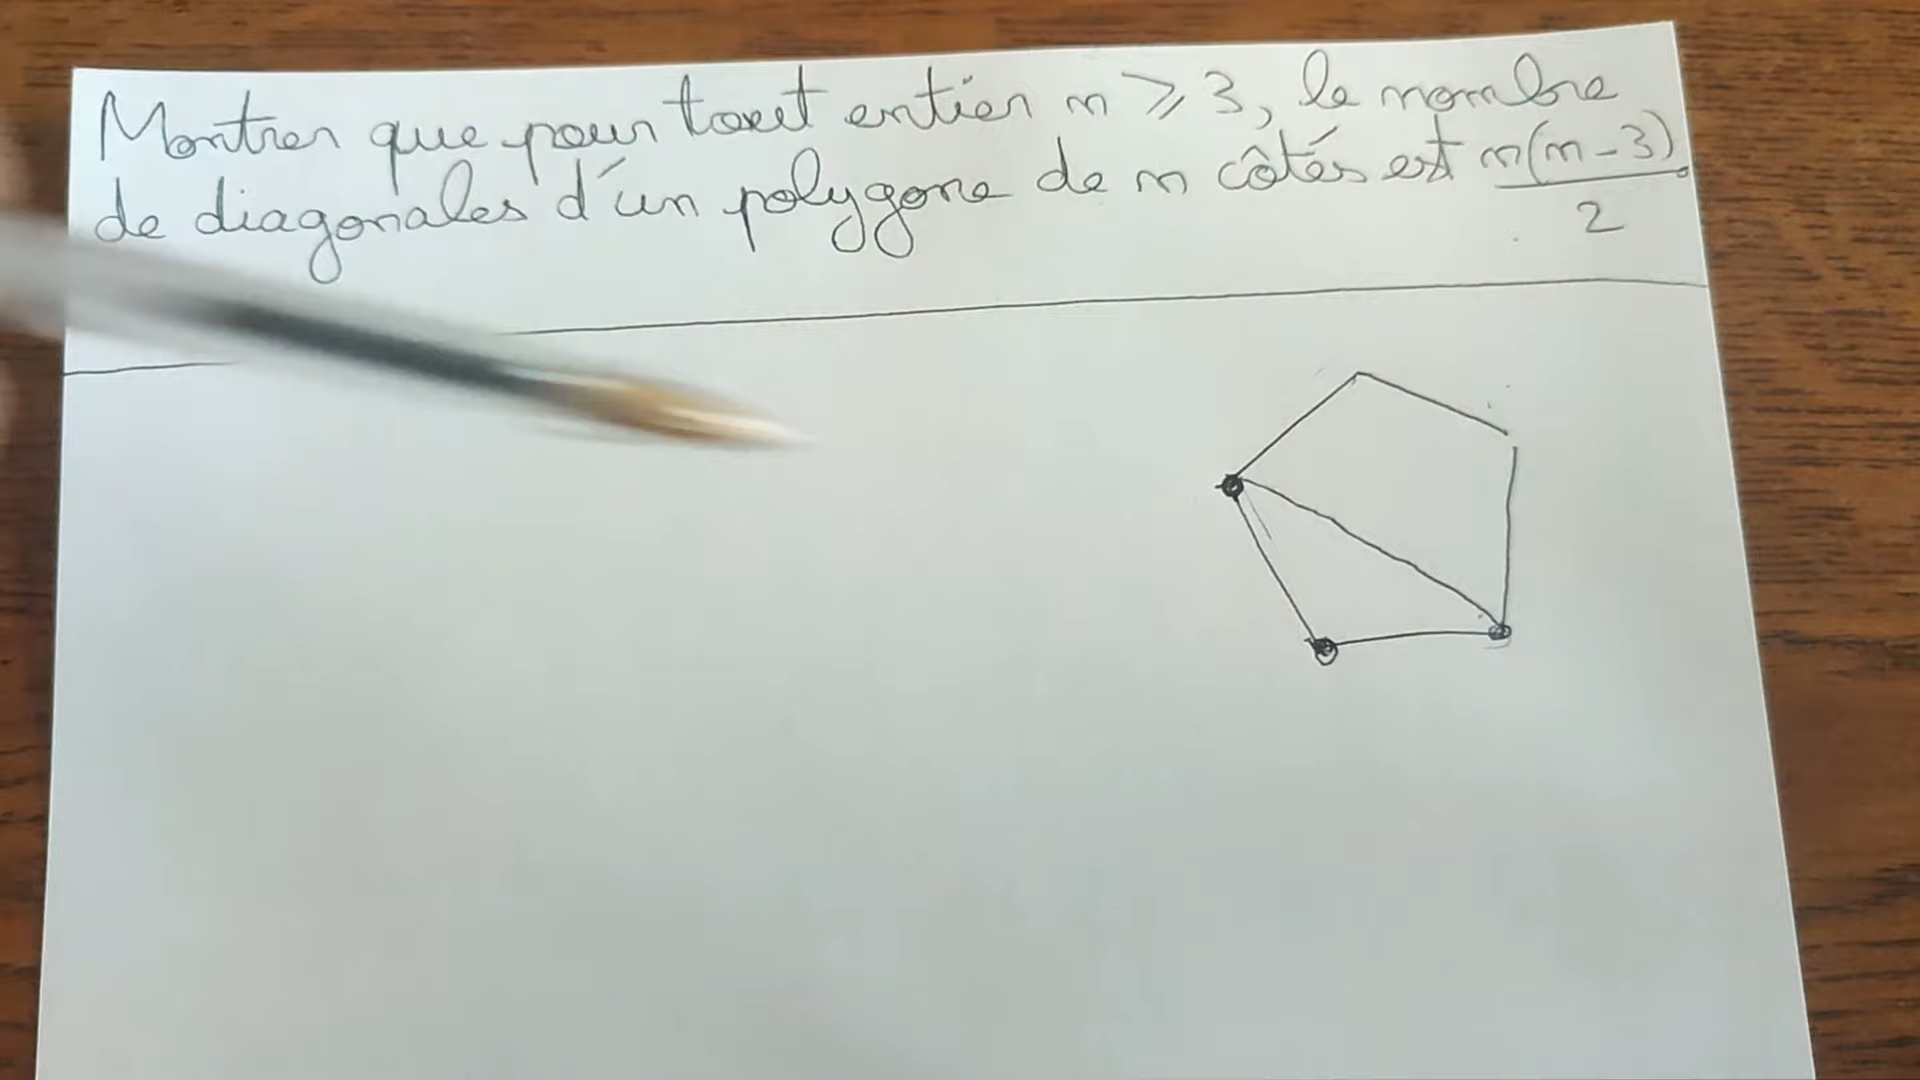 Montrer que pour tout entier n ⩾ 3, le nombre
de diagonales d'un polygone de n côtés est n(n-3)/2.